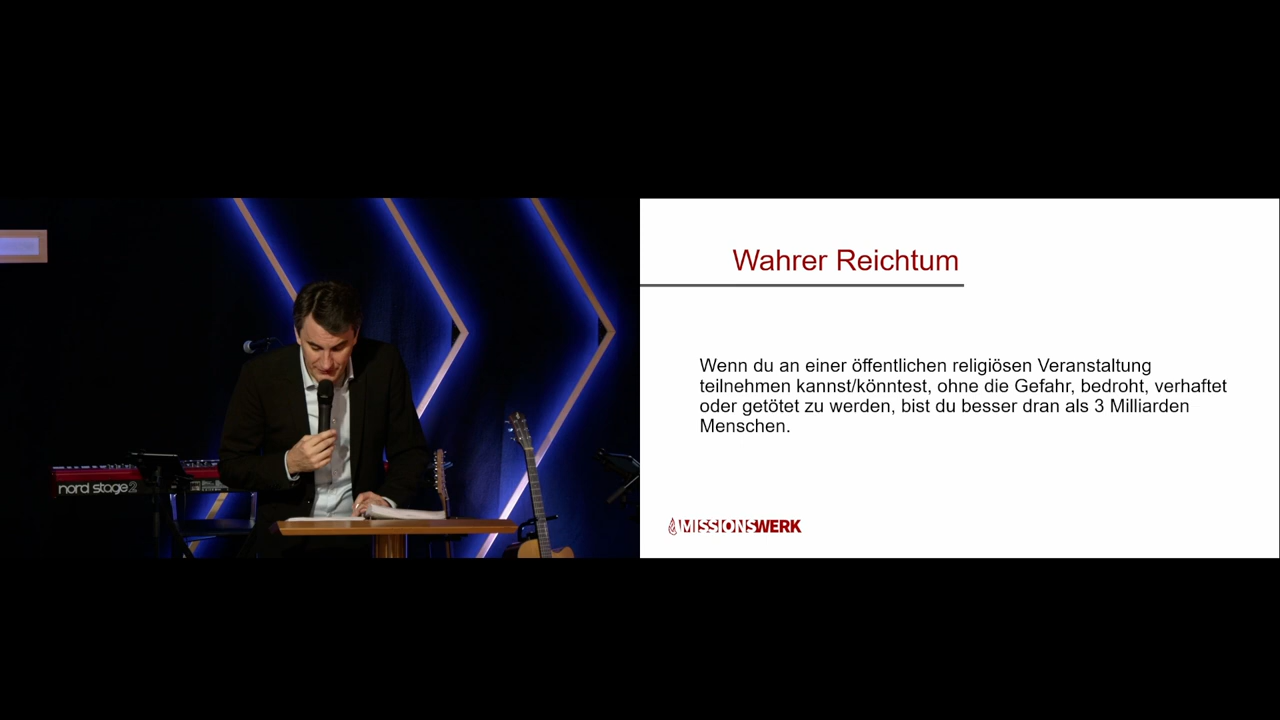 nord stage2
Wahrer Reichtum
Wenn du an einer öffentlichen religiösen Veranstaltung
teilnehmen kannst/könntest, ohne die Gefahr, bedroht, verhaftet
oder getötet zu werden, bist du besser dran als 3 Milliarden
Menschen.
MISSIONSWERK